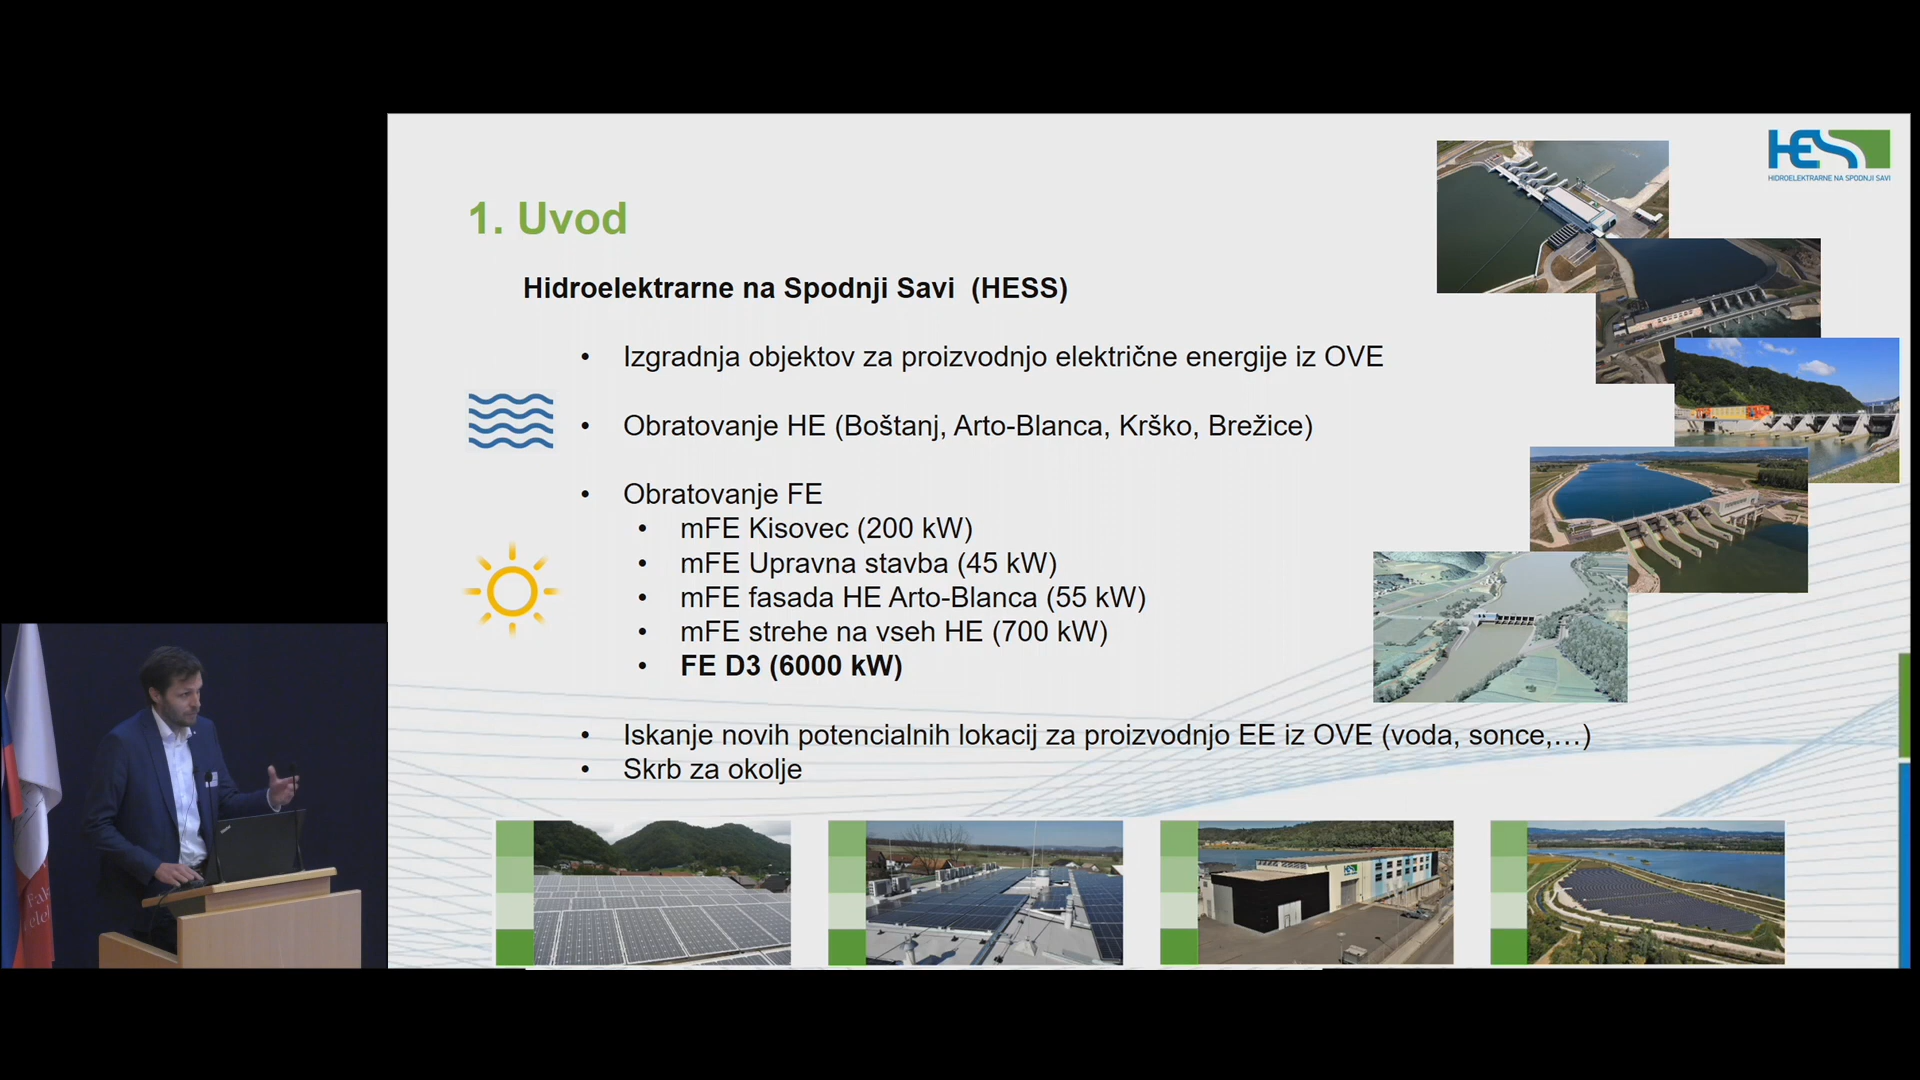 HESS
HIDROELEKTRARNE NA SPODNJI SAVI
1. Uvod
Hidroelektrarne na Spodnji Savi (HESS)
• Izgradnja objektov za proizvodnjo električne energije iz OVE
• Obratovanje HE (Boštanj, Arto-Blanca, Krško, Brežice)
• Obratovanje FE
• mFE Kisovec (200 kW)
• mFE Upravna stavba (45 kW)
• mFE fasada HE Arto-Blanca (55 kW)
• mFE strehe na vseh HE (700 kW)
• FE D3 (6000 kW)
• Iskanje novih potencialnih lokacij za proizvodnjo EE iz OVE (voda, sonce,…)
• Skrb za okolje